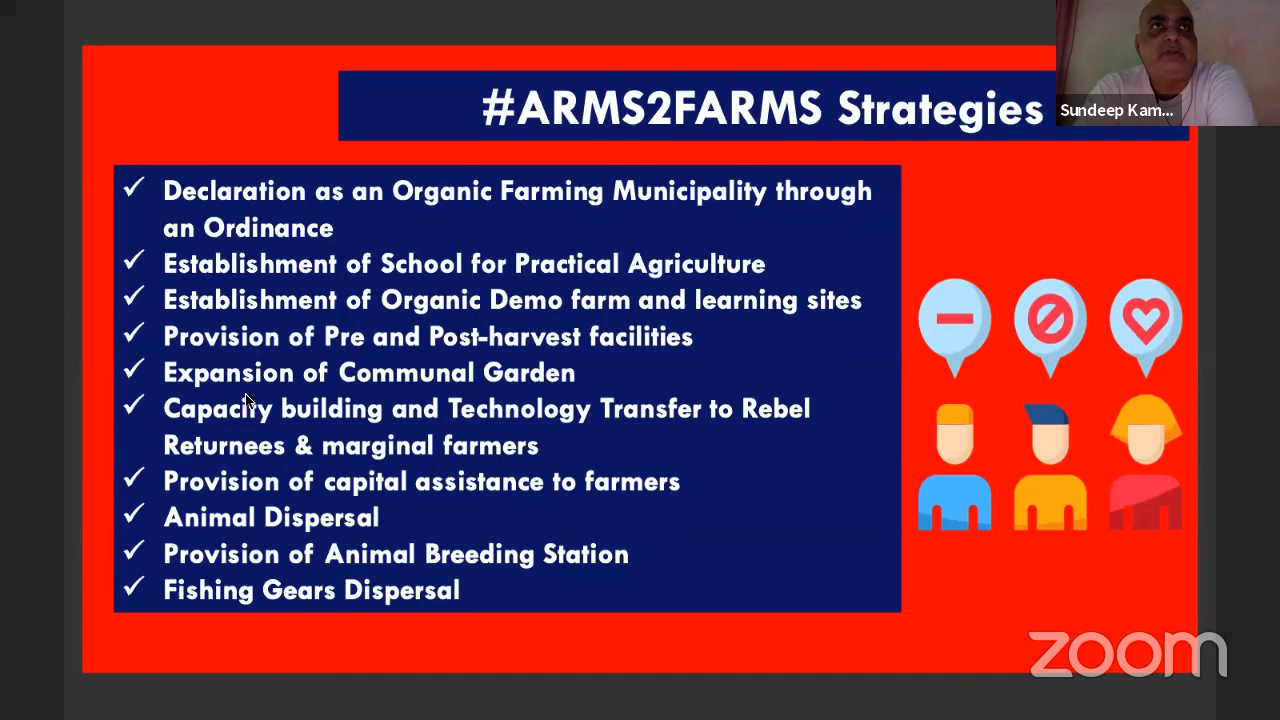 #ARMS2FARMS Strategies
Sundeep Kam...
✓ Declaration as an Organic Farming Municipality through
an Ordinance
✓ Establishment of School for Practical Agriculture
✓ Establishment of Organic Demo farm and learning sites
✓ Provision of Pre and Post-harvest facilities
✓ Expansion of Communal Garden
✓ Capacity building and Technology Transfer to Rebel
Returnees & marginal farmers
✓ Provision of capital assistance to farmers
✓ Animal Dispersal
✓ Provision of Animal Breeding Station
✓ Fishing Gears Dispersal
zoom